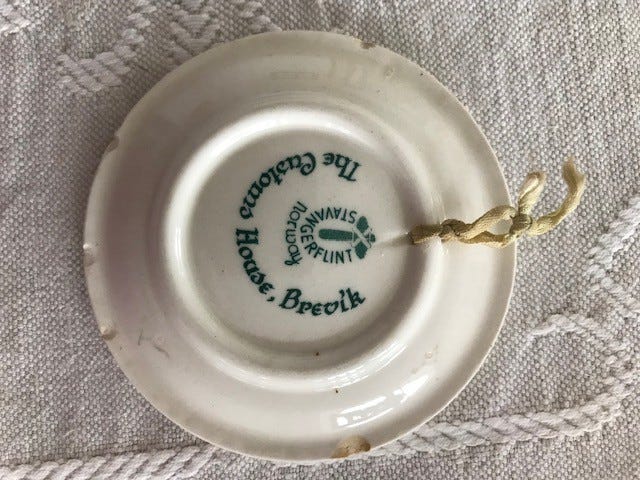 The Customs House, Brevik
STAVANGERFLINT
Norway